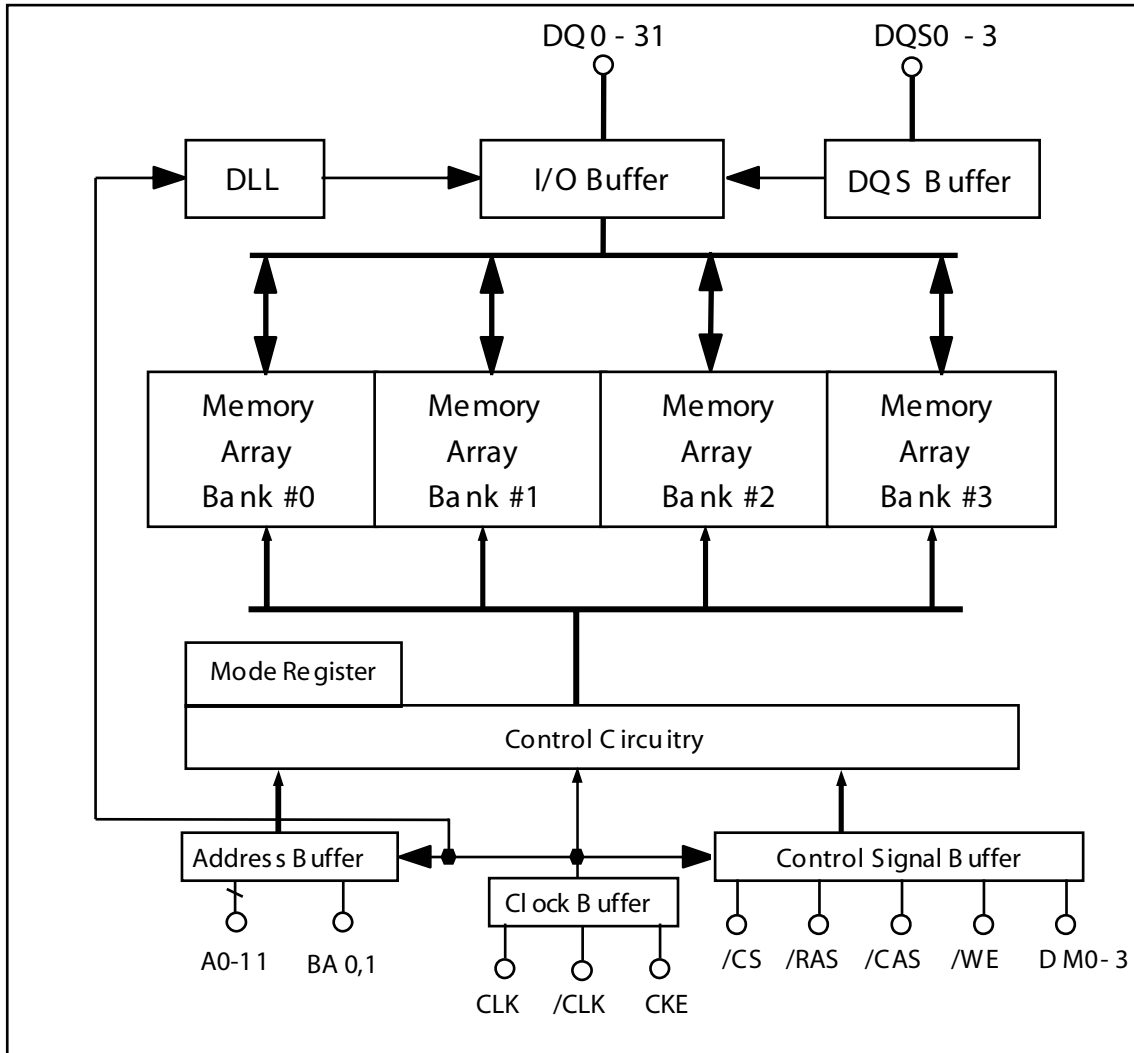 DQ0 - 31
DQS0 - 3
DLL
I/O Buffer
DQS Buffer
Memory
Array
Bank #0
Memory
Array
Bank #1
Memory
Array
Bank #2
Memory
Array
Bank #3
Mode Register
Control Circuitry
Address Buffer
Clock Buffer
Control Signal Buffer
A0-11
BA 0,1
CLK
/CLK
CKE
/CS
/RAS
/CAS
/WE
DM0-3